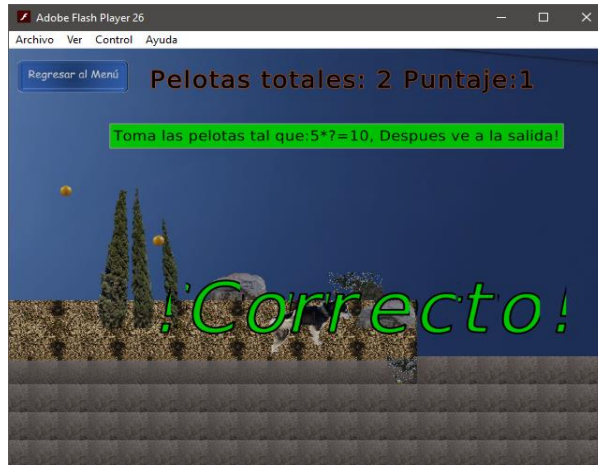 Adobe Flash Player 26
Archivo Ver Control Ayuda
Regresar al Menú
Pelotas totales: 2 Puntaje:1
Toma las pelotas tal que:5*?=10, Despues ve a la salida!
¡Correcto!